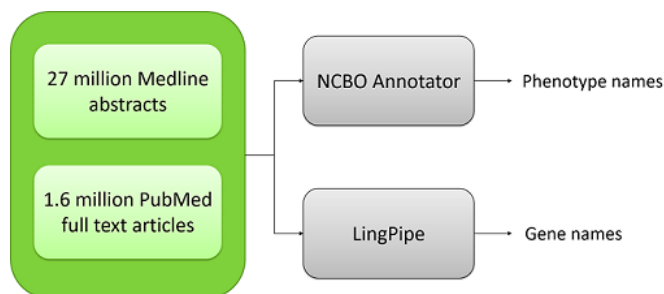 27 million Medline
abstracts
1.6 million PubMed
full text articles
NCBO Annotator
Phenotype names
LingPipe
Gene names